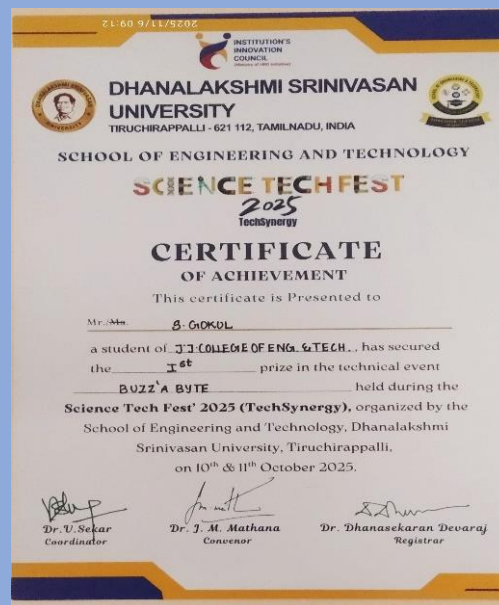 2025/11/6 09:12
INSTITUTION'S
INNOVATION
COUNCIL
DHANALAKSHMI SRINIVASAN
UNIVERSITY
TIRUCHIRAPPALLI - 621 112, TAMILNADU, INDIA
SCHOOL OF ENGINEERING AND TECHNOLOGY
SCIENCE TECH FEST
2025
TechSynergy
CERTIFICATE
OF ACHIEVEMENT
This certificate is Presented to
Mr./Ms. S. GOKUL
a student of J.J. COLLEGE OF ENG. & TECH., has secured
the Ist prize in the technical event
BUZZ'A BYTE held during the
Science Tech Fest' 2025 (TechSynergy), organized by the
School of Engineering and Technology, Dhanalakshmi
Srinivasan University, Tiruchirappalli,
on 10th & 11th October 2025.
Dr.V.Sekar Dr. J. M. Mathana Dr. Dhanasekaran Devaraj
Coordinator Convenor Registrar